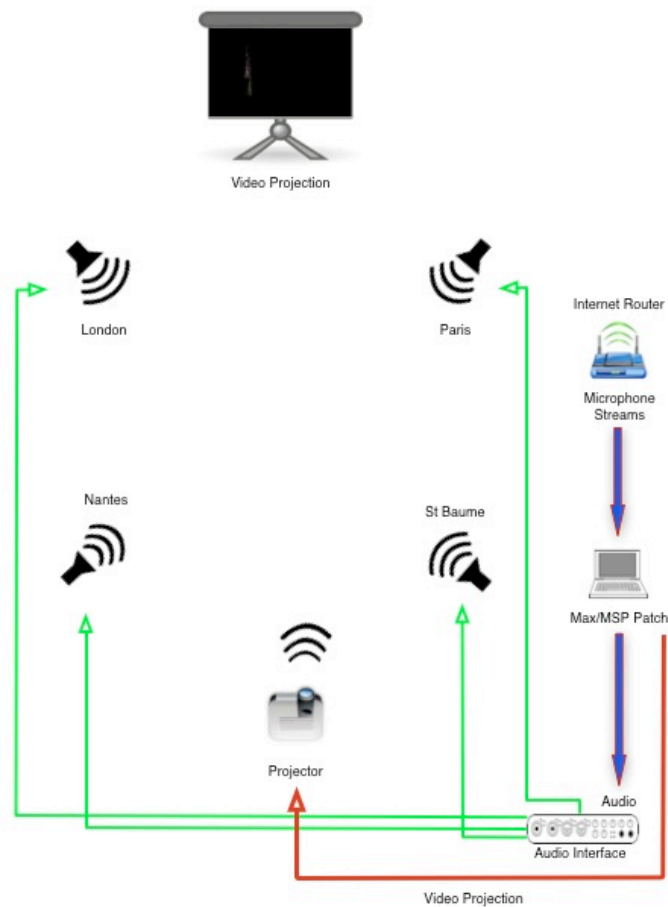 Video Projection
London
Paris
Internet Router
Microphone
Streams
Nantes
St Baume
Max/MSP Patch
Projector
Audio
Audio Interface
Video Projection